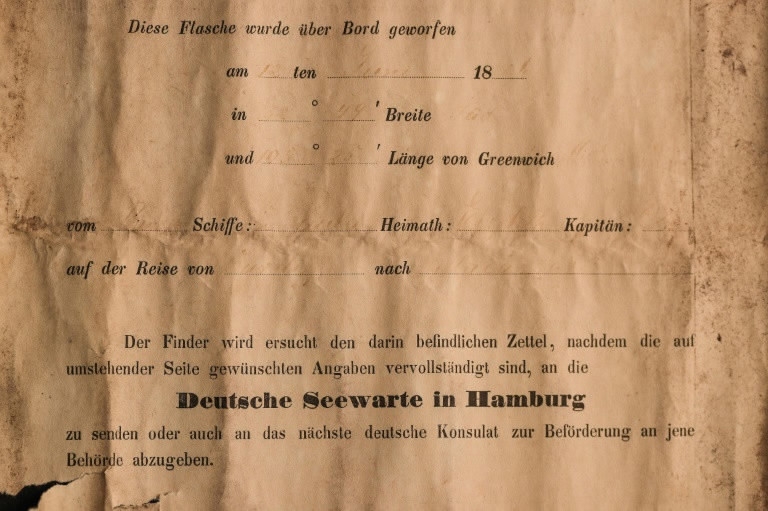 Diese Flasche wurde über Bord geworfen
am ten 18
in ° ' Breite
und ° ' Länge von Greenwich
vom Schiffe: Heimath: Kapitän:
auf der Reise von nach
Der Finder wird ersucht den darin befindlichen Zettel, nachdem die auf
umstehender Seite gewünschten Angaben vervollständigt sind, an die
Deutsche Seewarte in Hamburg
zu senden oder auch an das nächste deutsche Konsulat zur Beförderung an jene
Behörde abzugeben.